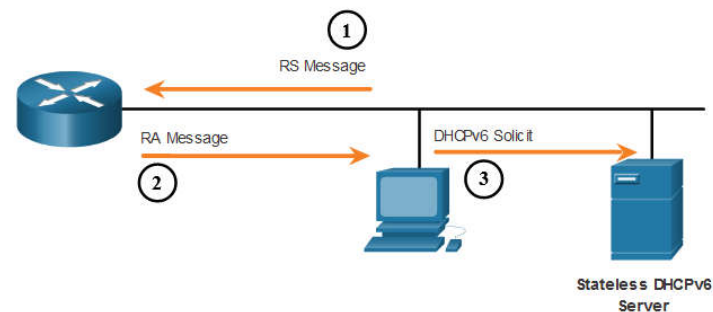 1
RS Message
RA Message
DHCPv6 Solicit
2
3
Stateless DHCPv6
Server